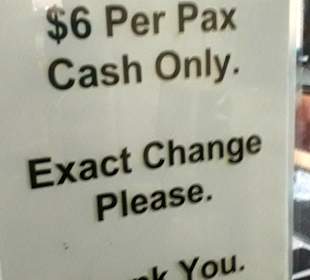 $6 Per Pax
Cash Only.
Exact Change
Please.
You.